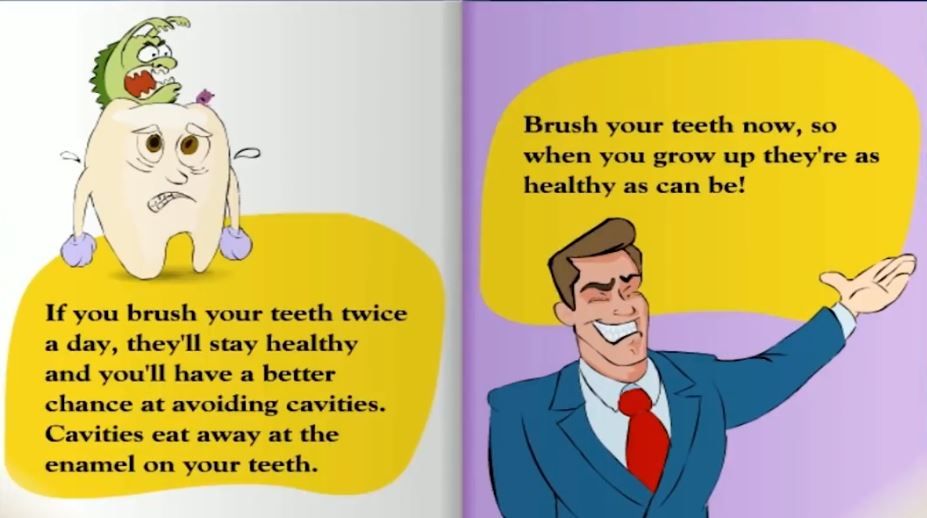 If you brush your teeth twice
a day, they'll stay healthy
and you'll have a better
chance at avoiding cavities.
Cavities eat away at the
enamel on your teeth.
Brush your teeth now, so
when you grow up they're as
healthy as can be!